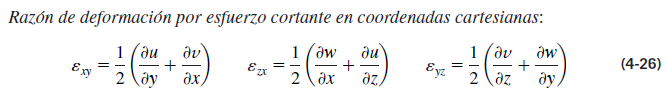 Razón de deformación por esfuerzo cortante en coordenadas cartesianas:
ε_xy = 1/2 (∂u/∂y + ∂υ/∂x)    ε_zx = 1/2 (∂w/∂x + ∂u/∂z)    ε_yz = 1/2 (∂υ/∂z + ∂w/∂y)    (4-26)